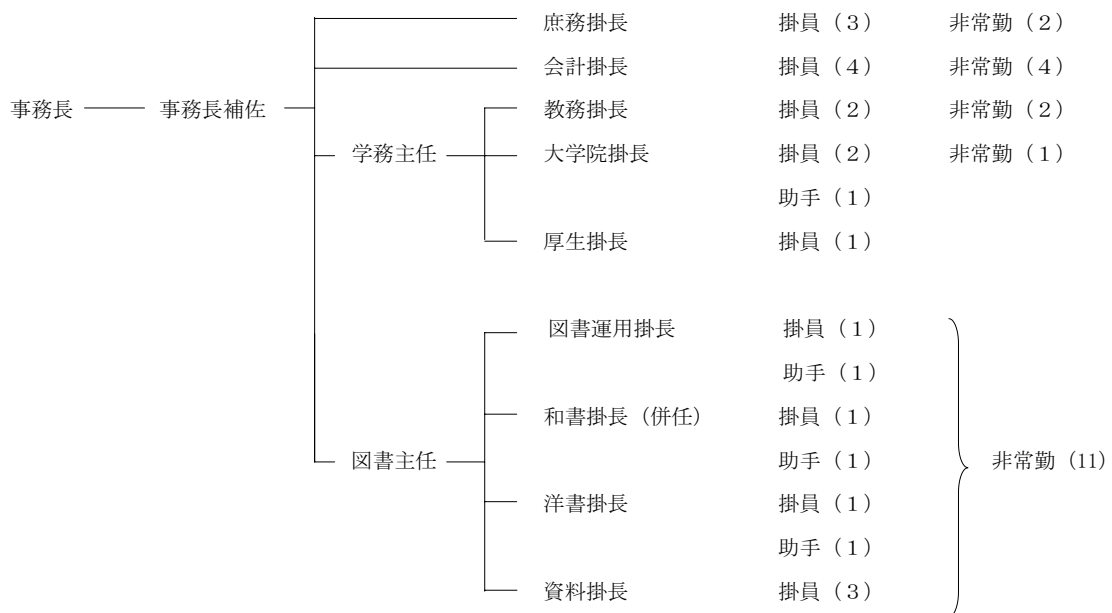 庶務掛長 掛員（３） 非常勤（２）
会計掛長 掛員（４） 非常勤（４）
事務長 事務長補佐 教務掛長 掛員（２） 非常勤（２）
学務主任 大学院掛長 掛員（２） 非常勤（１）
助手（１）
厚生掛長 掛員（１）
図書運用掛長 掛員（１）
助手（１）
和書掛長（併任） 掛員（１）
図書主任 助手（１） 非常勤（11）
洋書掛長 掛員（１）
助手（１）
資料掛長 掛員（３）